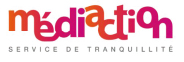 médiaction
SERVICE DE TRANQUILLITÉ